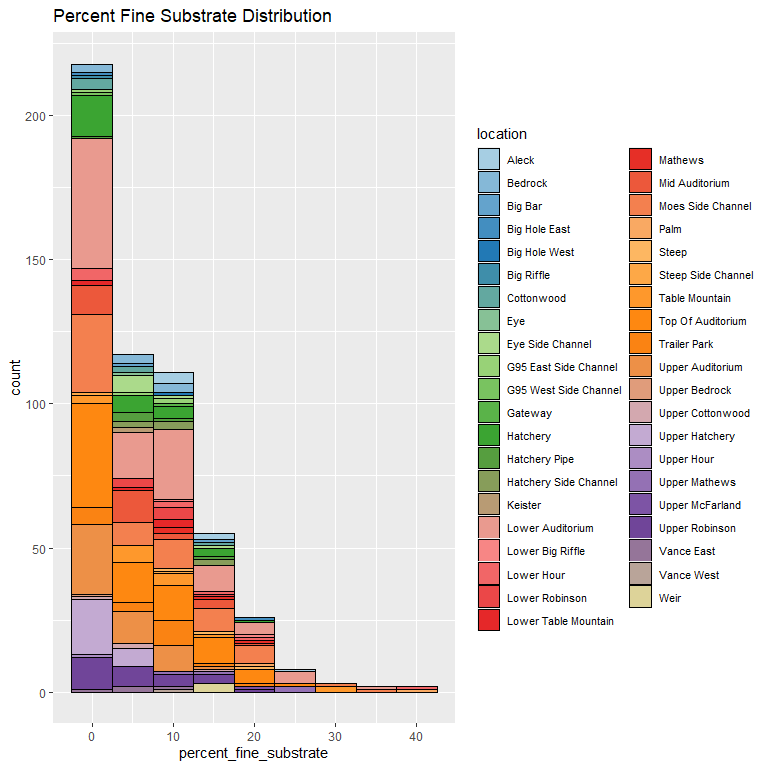 Percent Fine Substrate Distribution
count
200
150
100
50
0
0 10 20 30 40
percent_fine_substrate
location
Aleck
Bedrock
Big Bar
Big Hole East
Big Hole West
Big Riffle
Cottonwood
Eye
Eye Side Channel
G95 East Side Channel
G95 West Side Channel
Gateway
Hatchery
Hatchery Pipe
Hatchery Side Channel
Keister
Lower Auditorium
Lower Big Riffle
Lower Hour
Lower Robinson
Lower Table Mountain
Mathews
Mid Auditorium
Moes Side Channel
Palm
Steep
Steep Side Channel
Table Mountain
Top Of Auditorium
Trailer Park
Upper Auditorium
Upper Bedrock
Upper Cottonwood
Upper Hatchery
Upper Hour
Upper Mathews
Upper McFarland
Upper Robinson
Vance East
Vance West
Weir